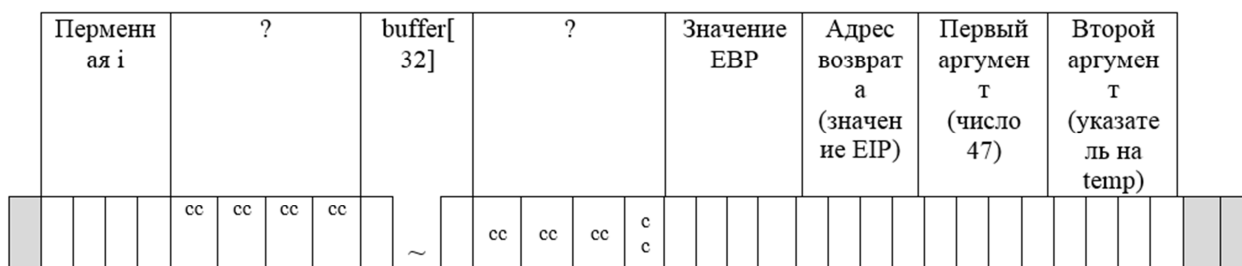 Перменн
ая i
?
buffer[
32]
?
Значение
EBP
Адрес
возврат
а
(значен
ие EIP)
Первый
аргумен
т
(число
47)
Второй
аргумен
т
(указате
ль на
temp)
cc cc cc cc
~
cc cc cc c
c